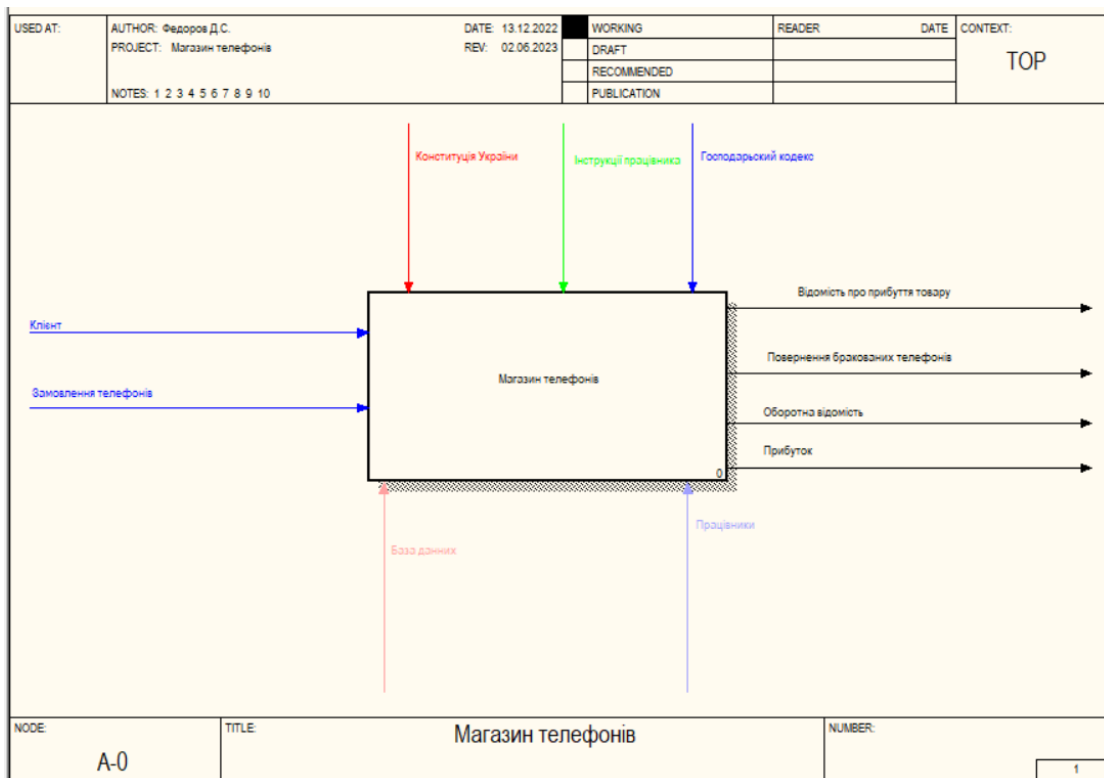 USED AT:
AUTHOR: Федоров Д.С.
DATE: 13.12.2022
WORKING
READER
DATE
CONTEXT:
PROJECT: Магазин телефонів
REV: 02.06.2023
DRAFT
TOP
RECOMMENDED
NOTES: 1 2 3 4 5 6 7 8 9 10
PUBLICATION
Конституція України
Інструкції працівника
Господарьский кодекс
Відомість про прибуття товару
Клієнт
Повернення бракованих телефонів
Магазин телефонів
Замовлення телефонів
Оборотна відомість
Прибуток
0
Працівники
База данних
NODE:
TITLE:
Магазин телефонів
NUMBER:
A-0
1